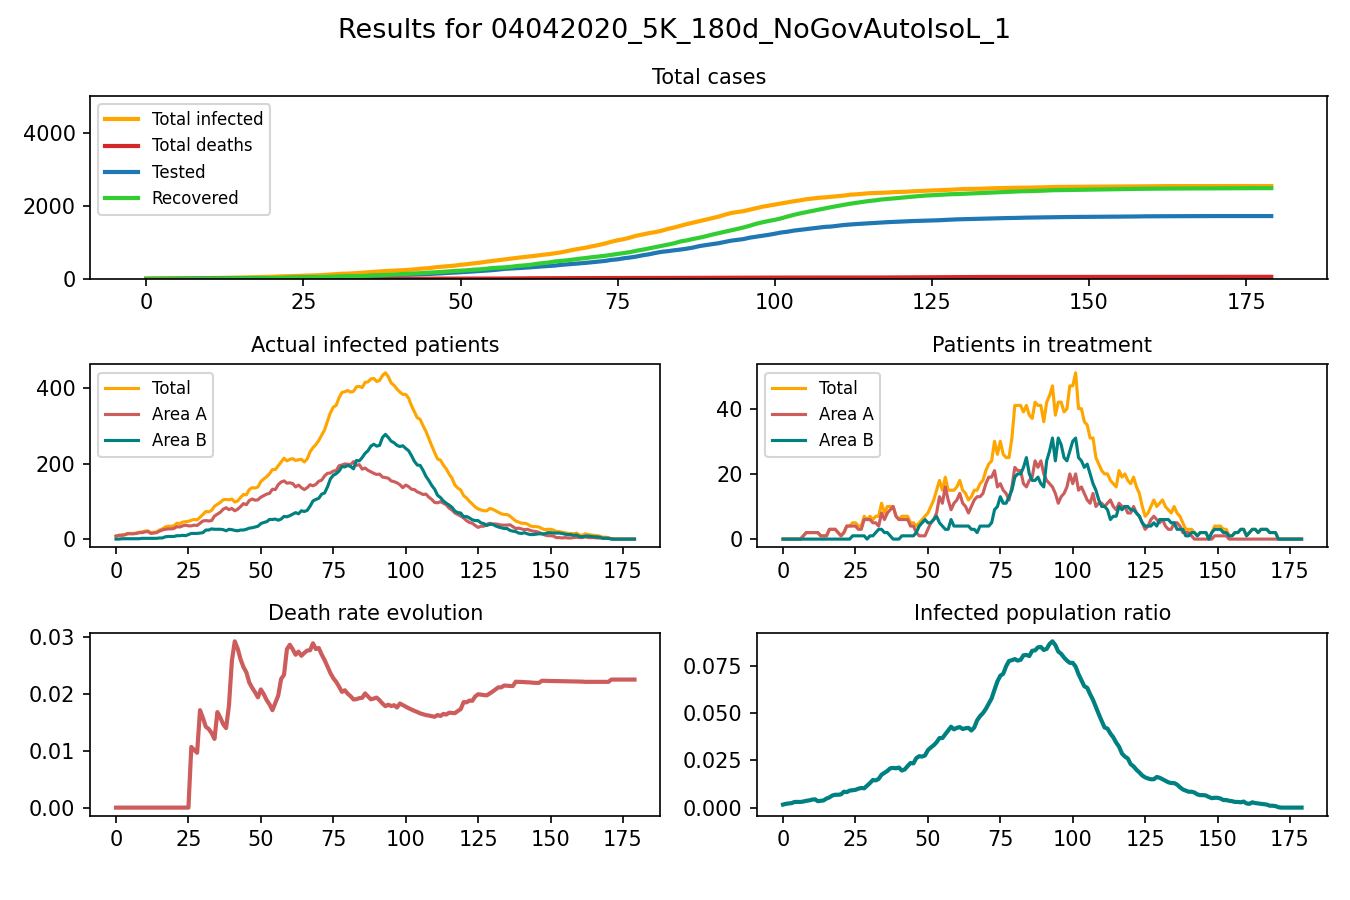 Results for 04042020_5K_180d_NoGovAutoIsoL_1
Total cases
Total infected
Total deaths
Tested
Recovered
4000
2000
0
0 25 50 75 100 125 150 175
Actual infected patients
Total
Area A
Area B
400
200
0
0 25 50 75 100 125 150 175
Patients in treatment
Total
Area A
Area B
40
20
0
0 25 50 75 100 125 150 175
Death rate evolution
0.03
0.02
0.01
0.00
0 25 50 75 100 125 150 175
Infected population ratio
0.075
0.050
0.025
0.000
0 25 50 75 100 125 150 175